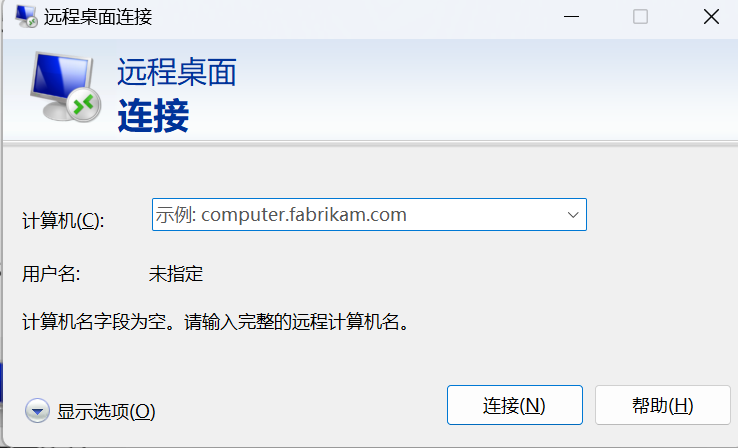 远程桌面连接
远程桌面
连接
计算机(C): 示例: computer.fabrikam.com
用户名: 未指定
计算机名字段为空。请输入完整的远程计算机名。
显示选项(O) 连接(N) 帮助(H)